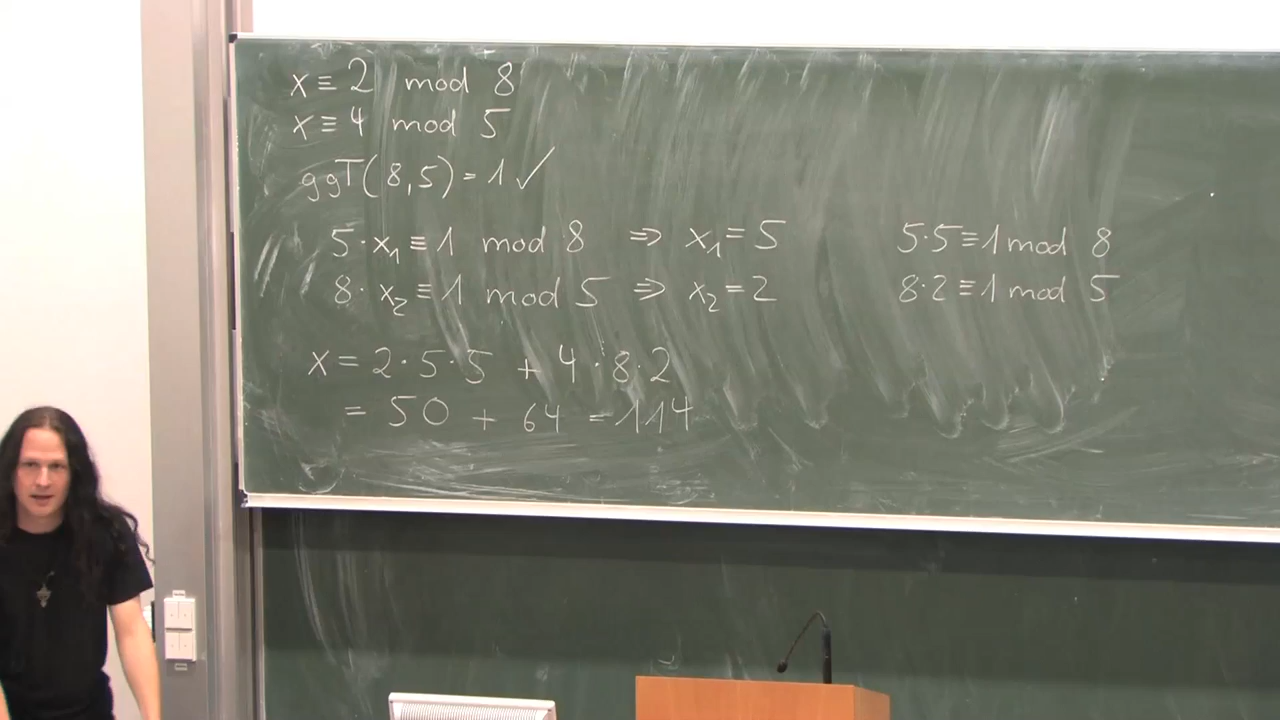 x ≡ 2 mod 8
x ≡ 4 mod 5
ggT(8,5) = 1 ✓
5·x₁ ≡ 1 mod 8 ⇒ x₁ = 5 5·5 ≡ 1 mod 8
8·x₂ ≡ 1 mod 5 ⇒ x₂ = 2 8·2 ≡ 1 mod 5
x = 2·5·5 + 4·8·2
= 50 + 64 = 114